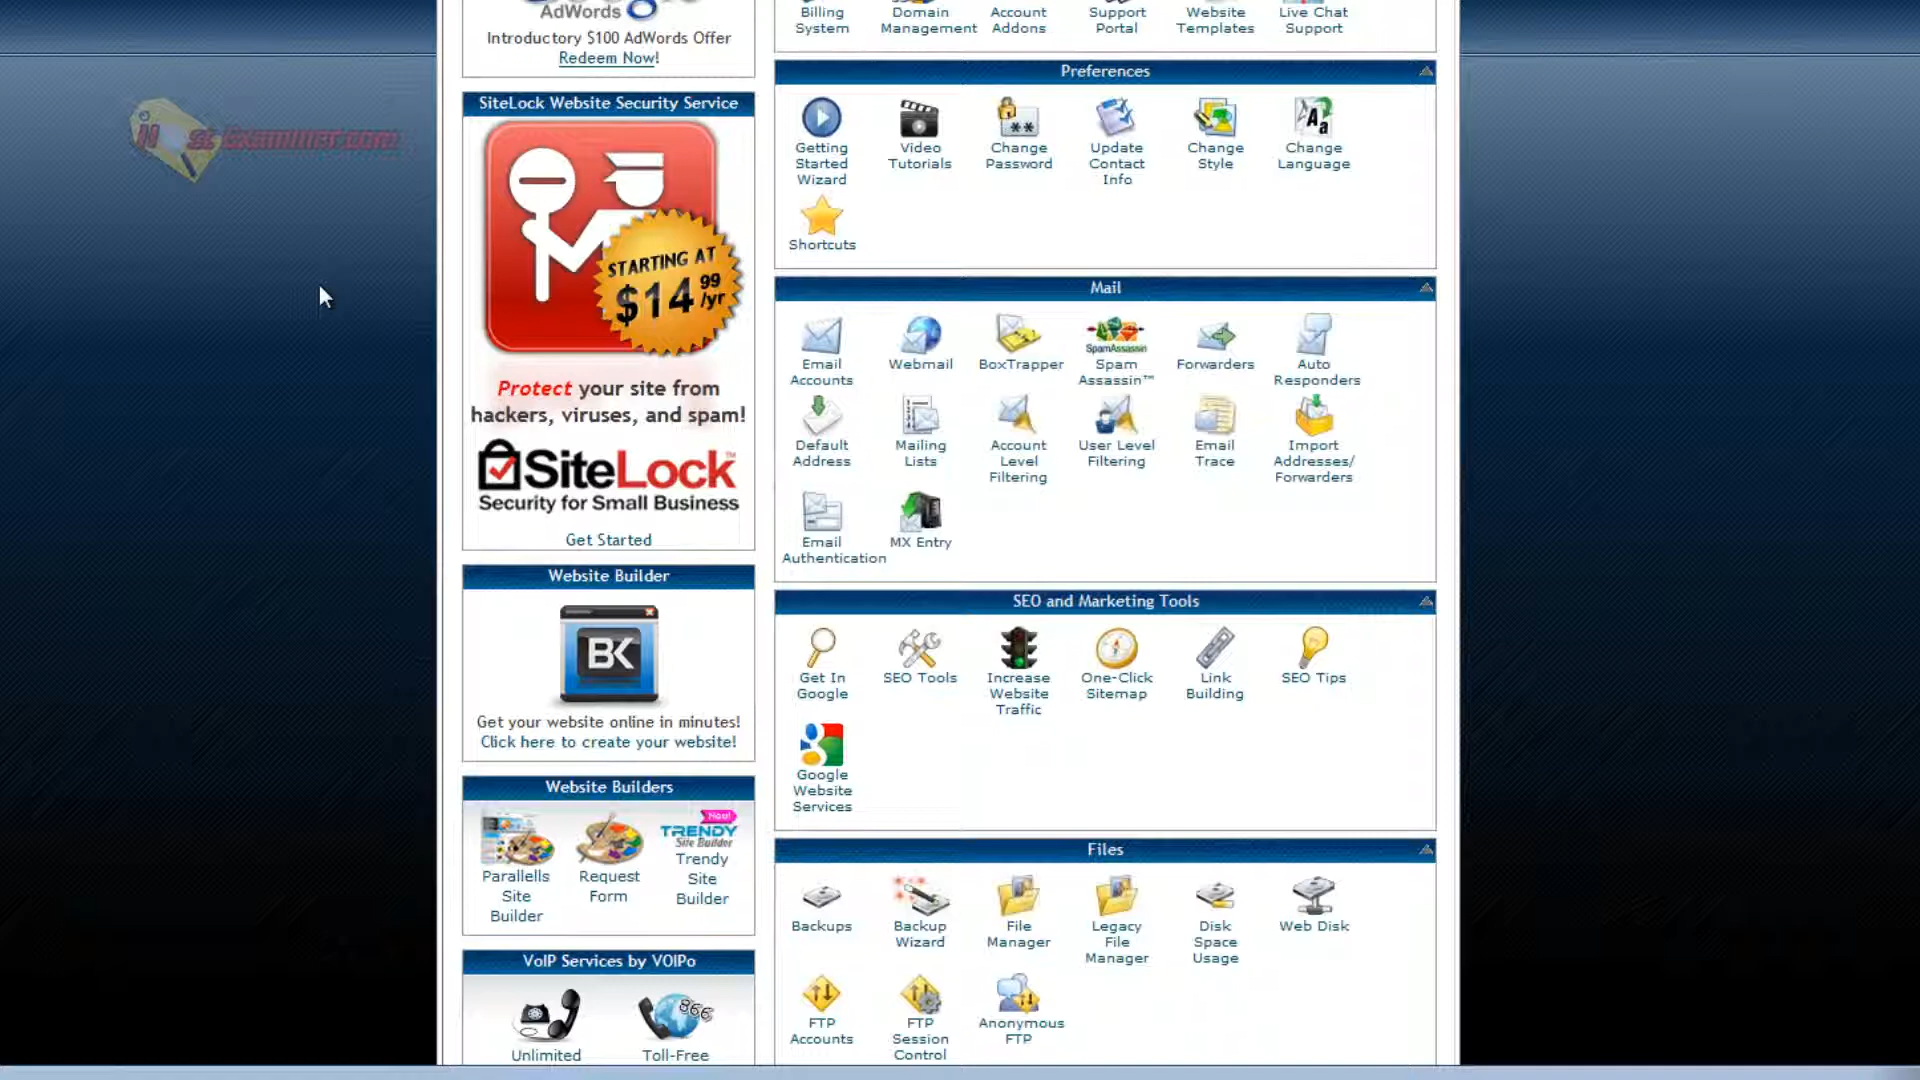 AdWords
Introductory $100 AdWords Offer
Redeem Now!
SiteLock Website Security Service
STARTING AT
$14 99 /yr
Protect your site from
hackers, viruses, and spam!
SiteLock™
Security for Small Business
Get Started
Website Builder
BK
Get your website online in minutes!
Click here to create your website!
Website Builders
New!
TRENDY
Site Builder
Parallells Site Builder
Request Form
Trendy Site Builder
VoIP Services by VOIPo
866
Unlimited
Toll-Free
HostExaminer.com
Billing System
Domain Management
Account Addons
Support Portal
Website Templates
Live Chat Support
Preferences
Getting Started Wizard
Video Tutorials
Change Password
Update Contact Info
Change Style
Change Language
Shortcuts
Mail
Email Accounts
Webmail
BoxTrapper
SpamAssassin
Spam Assassin™
Forwarders
Auto Responders
Default Address
Mailing Lists
Account Level Filtering
User Level Filtering
Email Trace
Import Addresses/ Forwarders
Email Authentication
MX Entry
SEO and Marketing Tools
Get In Google
SEO Tools
Increase Website Traffic
One-Click Sitemap
Link Building
SEO Tips
Google Website Services
Files
Backups
Backup Wizard
File Manager
Legacy File Manager
Disk Space Usage
Web Disk
FTP Accounts
FTP Session Control
Anonymous FTP